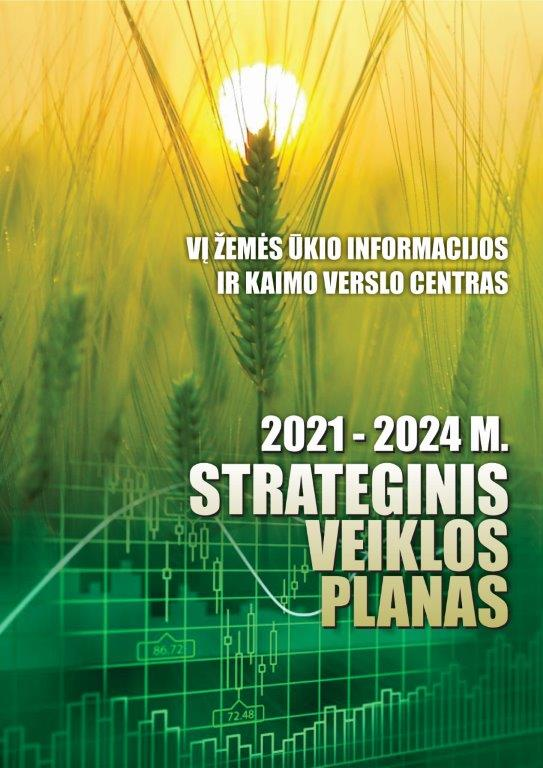 VĮ ŽEMĖS ŪKIO INFORMACIJOS
IR KAIMO VERSLO CENTRAS
2021 - 2024 M.
STRATEGINIS
VEIKLOS
PLANAS
86.72
72.48